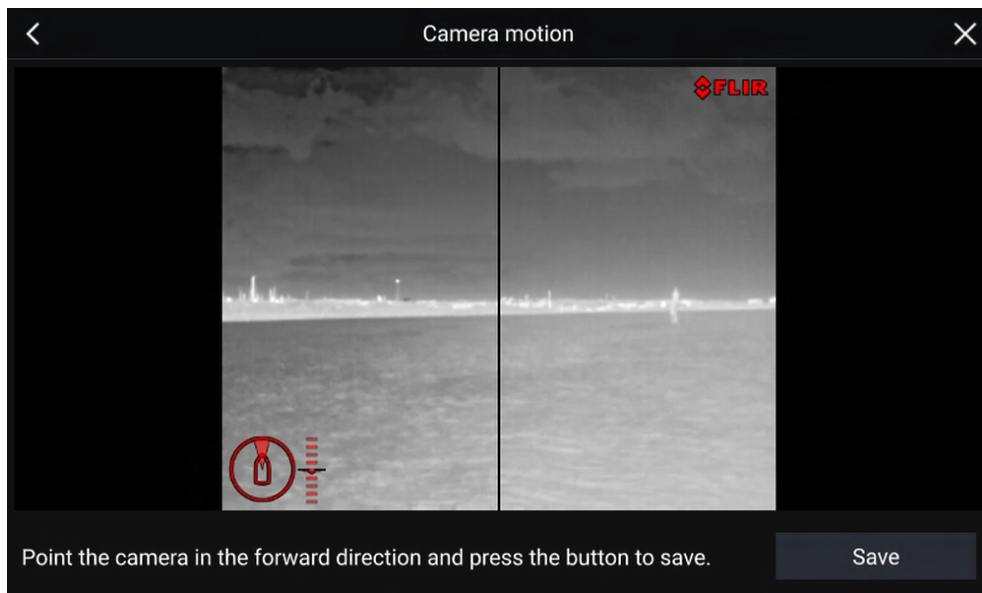 Camera motion
FLIR
Point the camera in the forward direction and press the button to save.
Save